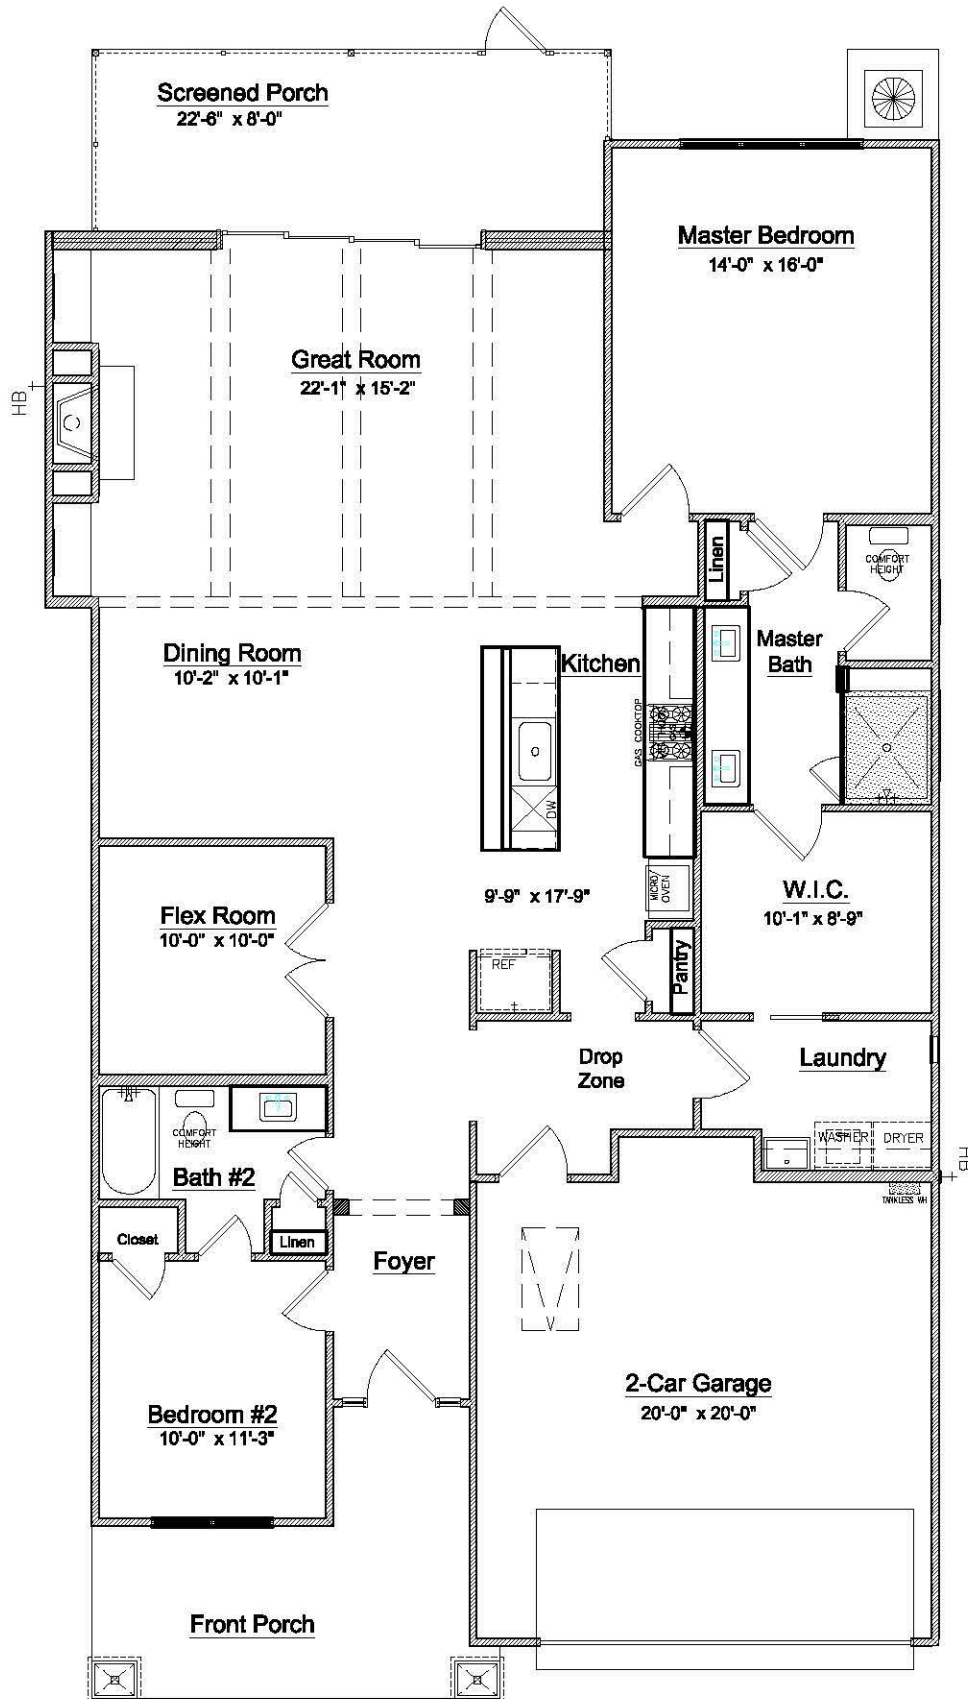 Screened Porch
22'-6" x 8'-0"
Master Bedroom
14'-0" x 16'-0"
Great Room
22'-1" x 15'-2"
HB
Linen
COMFORT
HEIGHT
Dining Room
10'-2" x 10'-1"
Kitchen
Master
Bath
GAS COOKTOP
DW
MICRO/
OVEN
9'-9" x 17'-9"
W.I.C.
10'-1" x 8'-9"
Flex Room
10'-0" x 10'-0"
REF
Pantry
Drop
Zone
Laundry
COMFORT
HEIGHT
Bath #2
WASHER
DRYER
HB
TANKLESS WH
Closet
Linen
Foyer
2-Car Garage
20'-0" x 20'-0"
Bedroom #2
10'-0" x 11'-3"
Front Porch